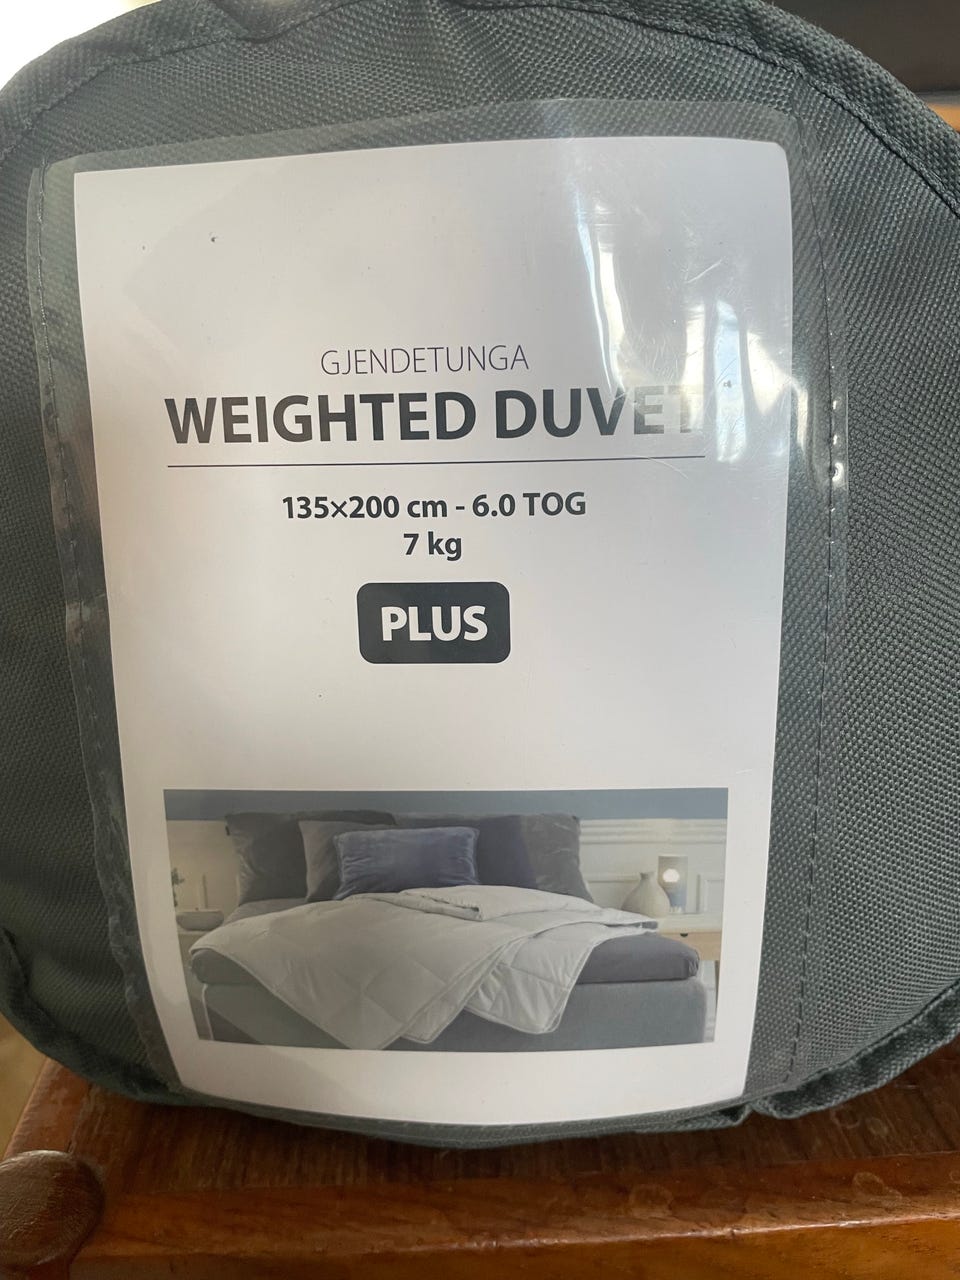 GJENDETUNGA
WEIGHTED DUVET
135×200 cm - 6.0 TOG
7 kg
PLUS